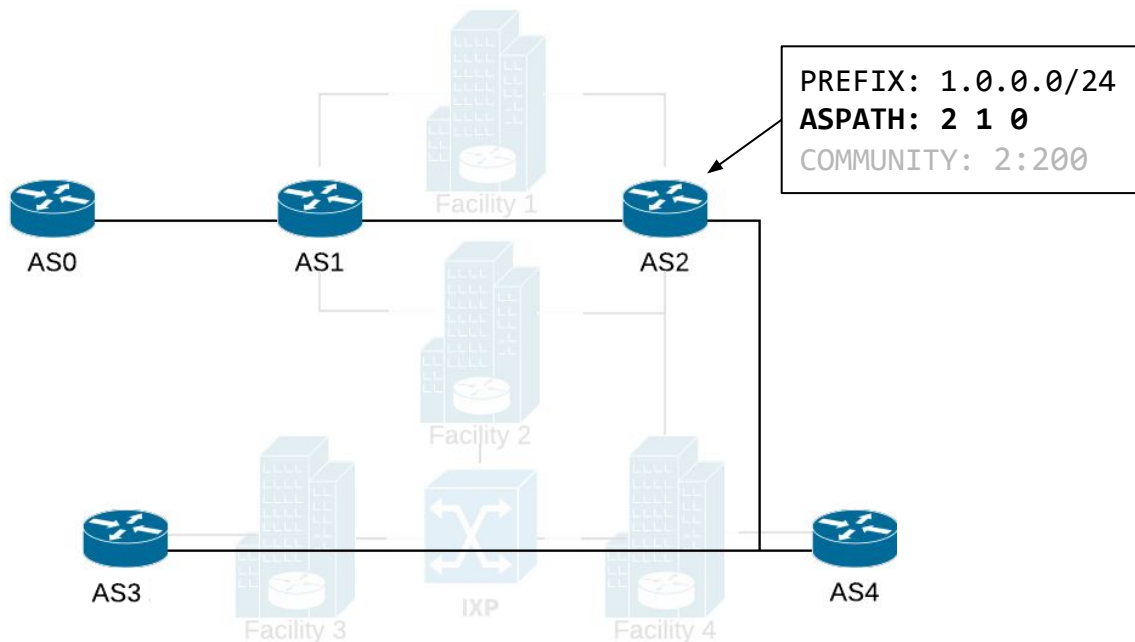 PREFIX: 1.0.0.0/24
ASPATH: 2 1 0
COMMUNITY: 2:200
Facility 1
AS0
AS1
AS2
Facility 2
AS3
IXP
AS4
Facility 3
Facility 4